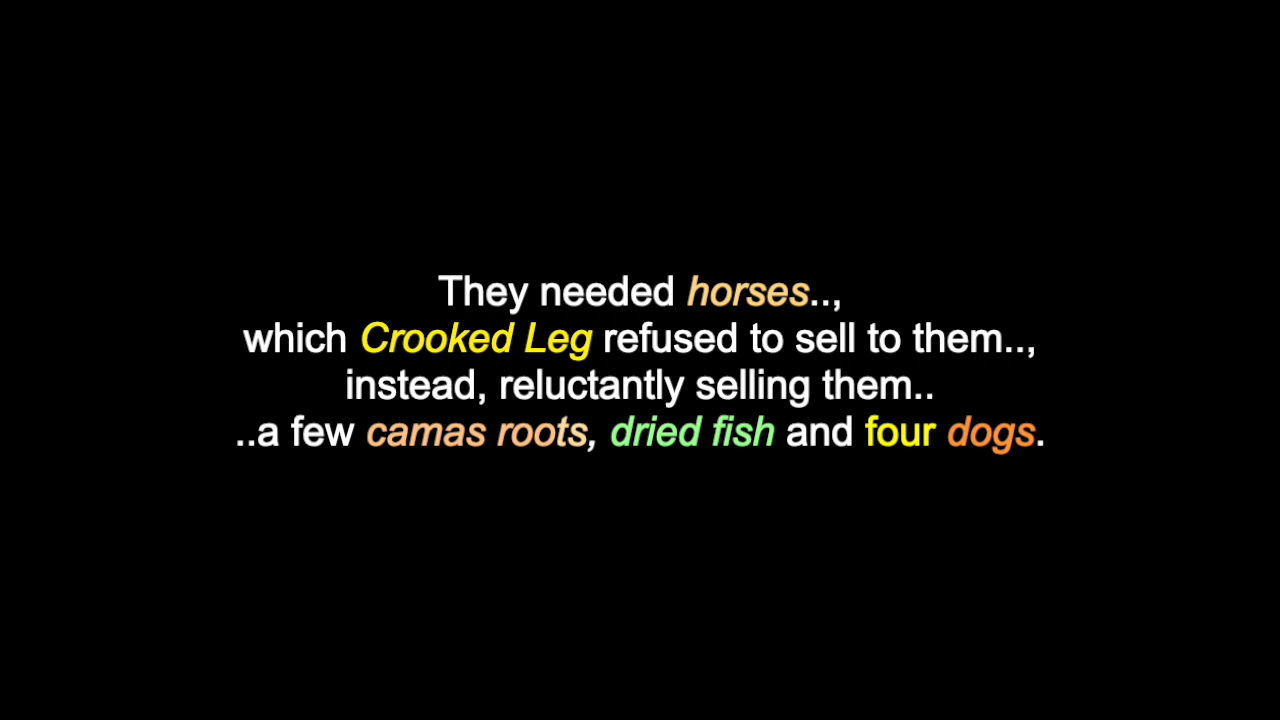 They needed horses..,
which Crooked Leg refused to sell to them..,
instead, reluctantly selling them..
..a few camas roots, dried fish and four dogs.